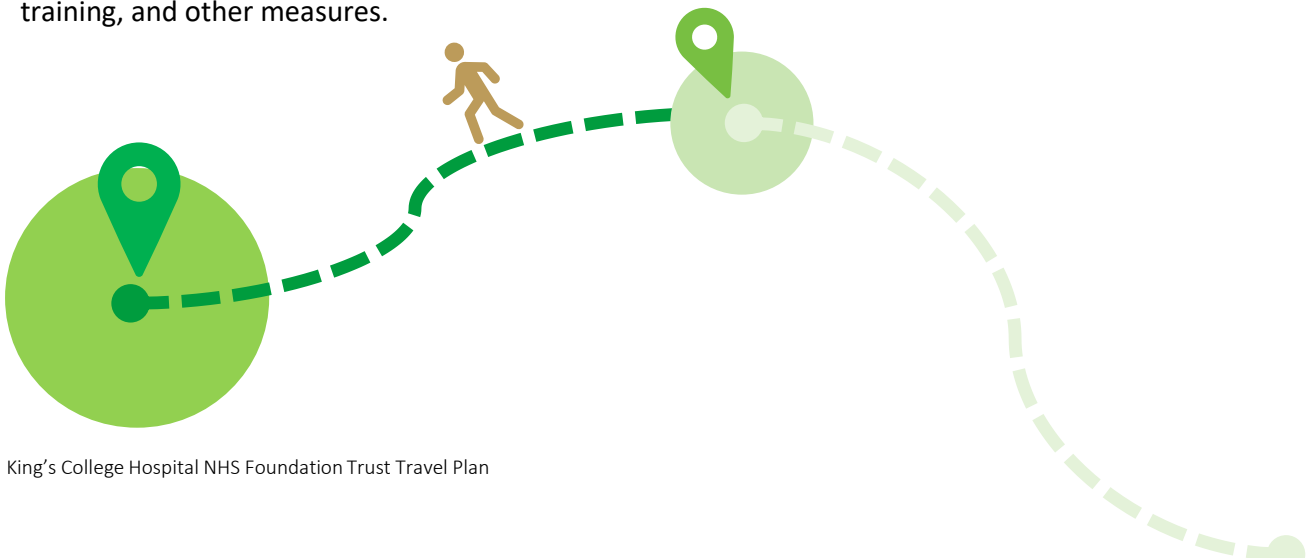 training, and other measures.
King’s College Hospital NHS Foundation Trust Travel Plan